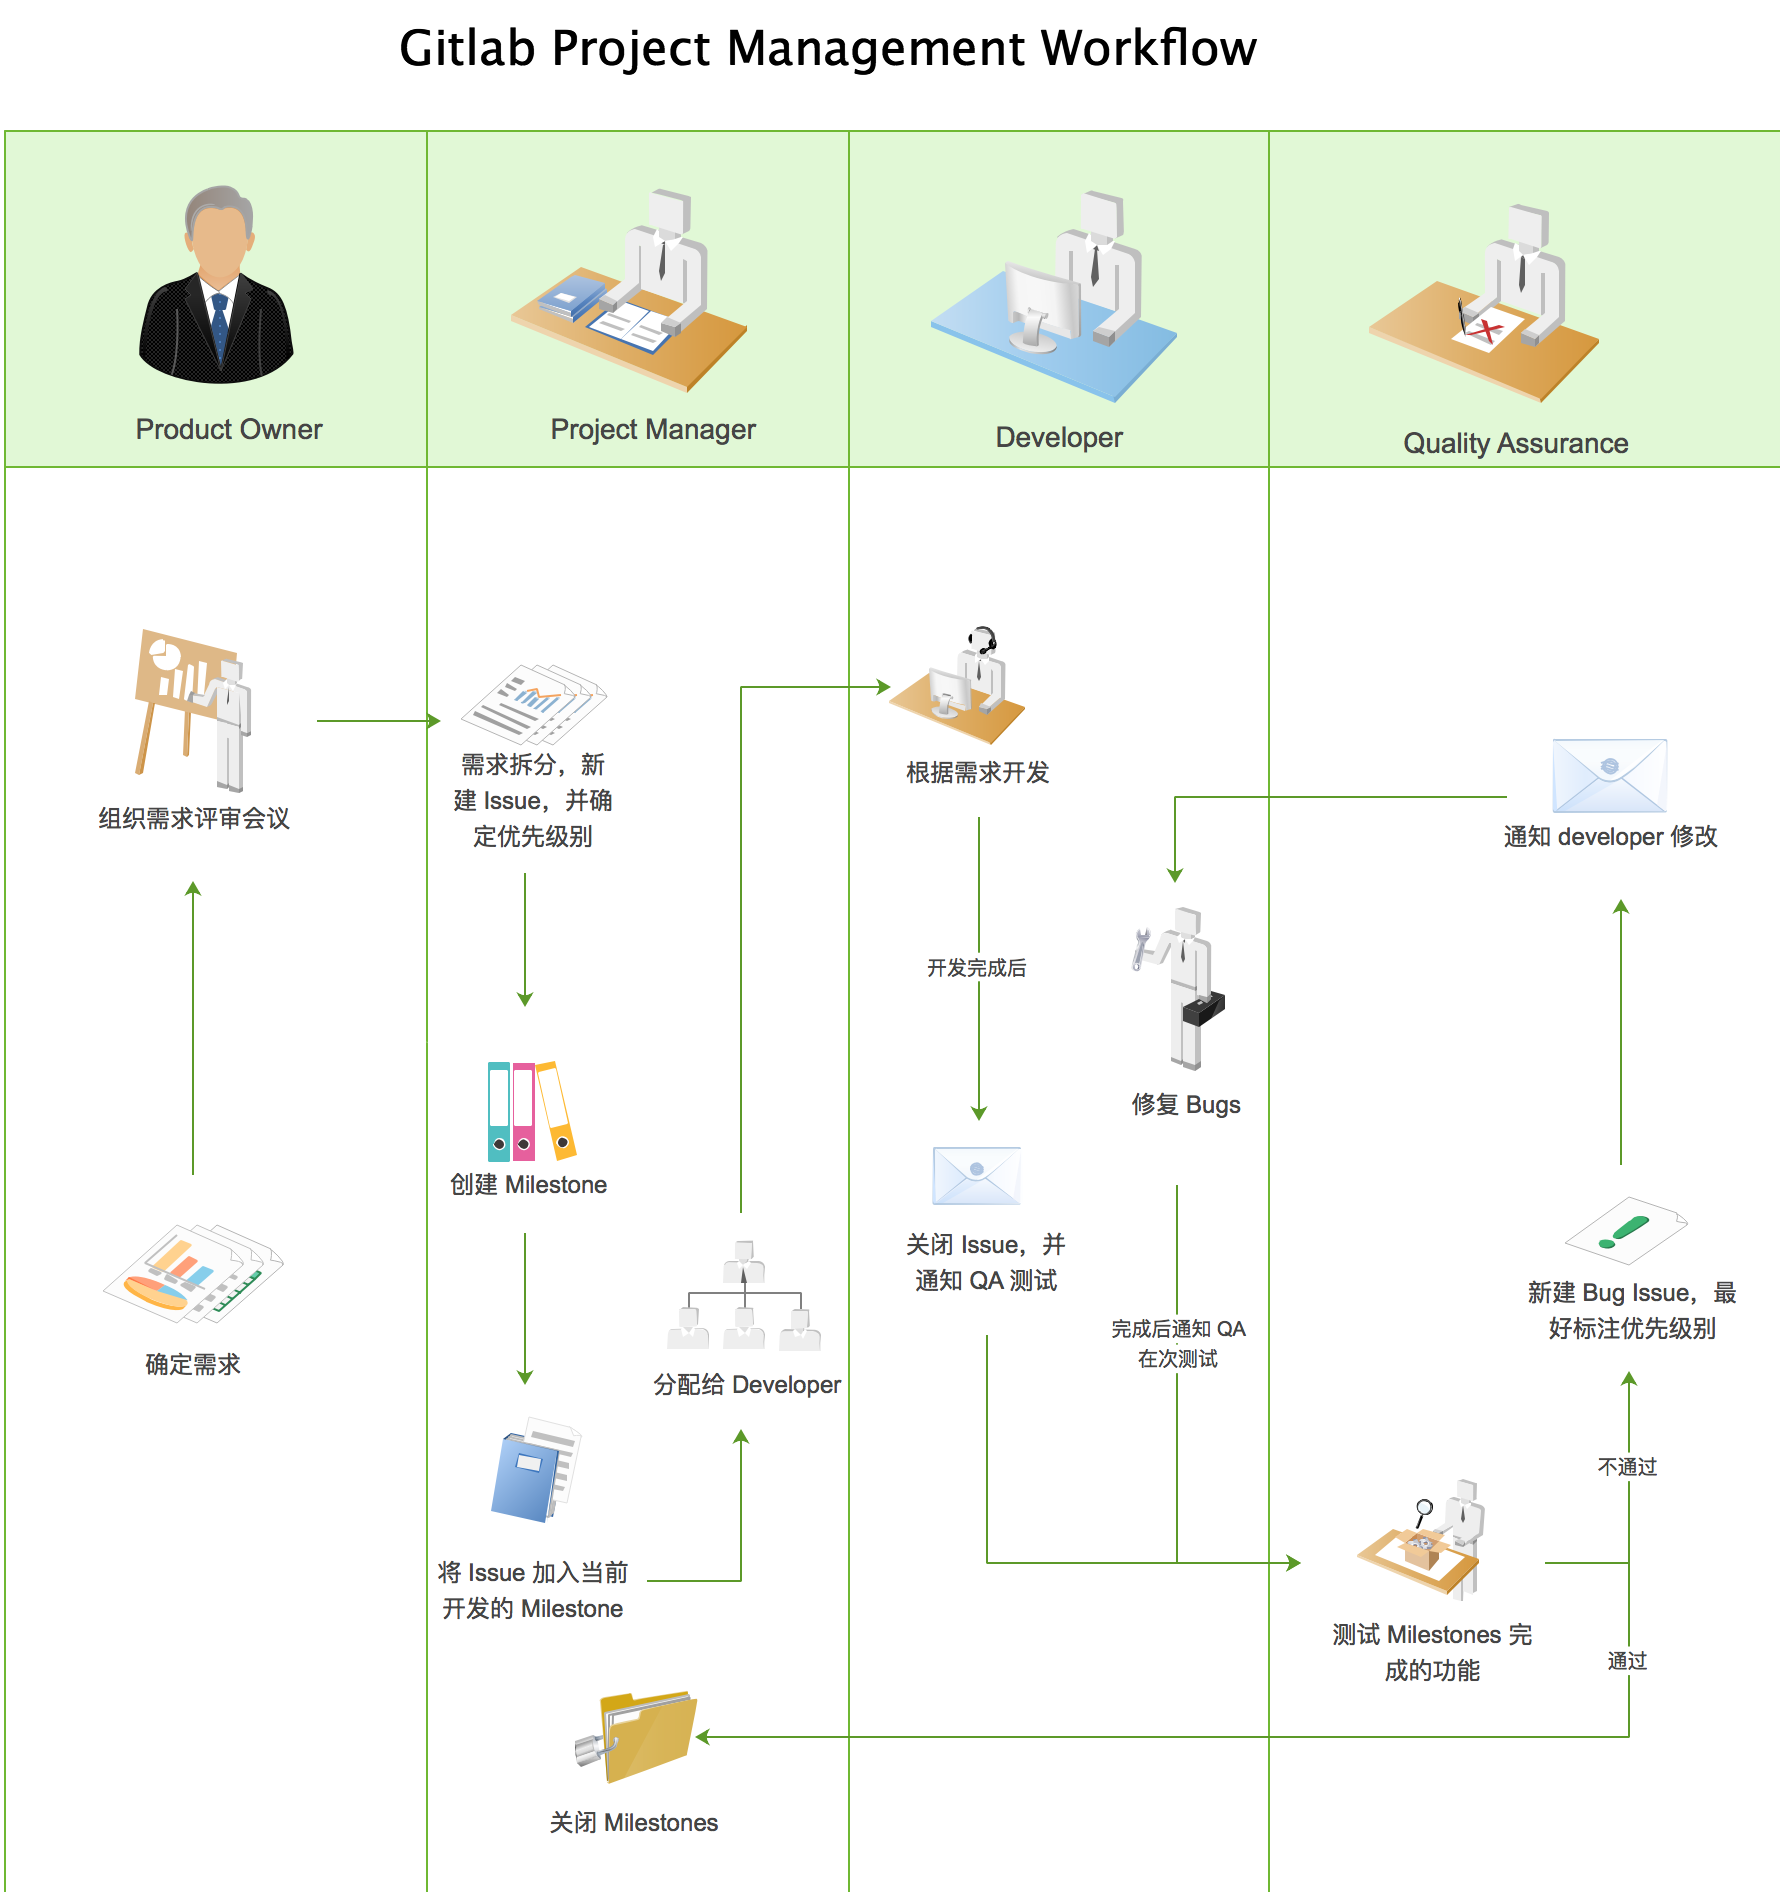 Gitlab Project Management Workflow
Product Owner
Project Manager
Developer
Quality Assurance
组织需求评审会议
确定需求
需求拆分，新
建 Issue，并确
定优先级别
创建 Milestone
将 Issue 加入当前
开发的 Milestone
分配给 Developer
关闭 Milestones
根据需求开发
开发完成后
关闭 Issue，并
通知 QA 测试
修复 Bugs
完成后通知 QA
在次测试
通知 developer 修改
新建 Bug Issue，最
好标注优先级别
不通过
测试 Milestones 完
成的功能
通过